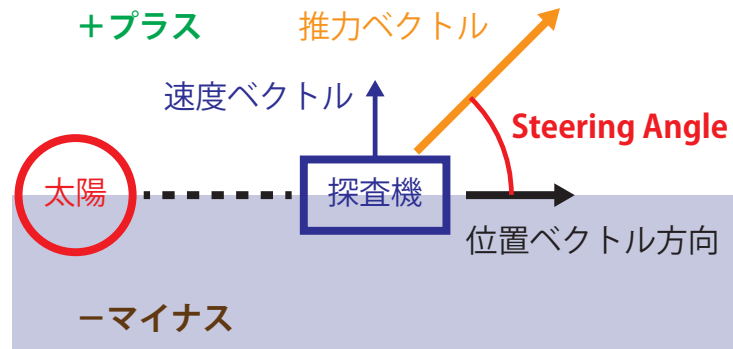 ＋プラス
推力ベクトル
速度ベクトル
Steering Angle
太陽
探査機
位置ベクトル方向
－マイナス